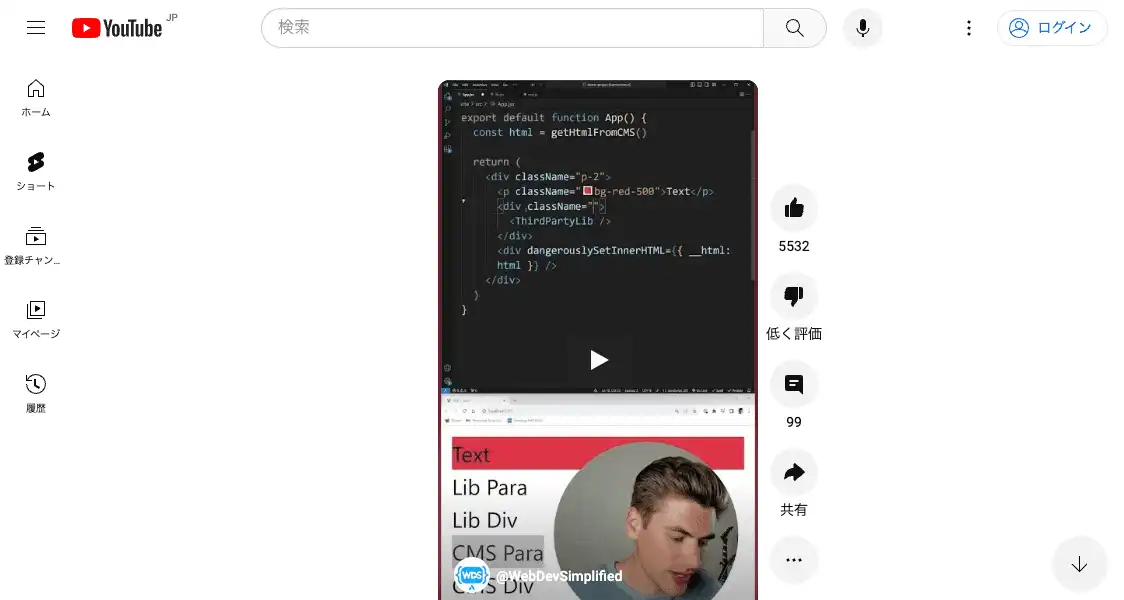 YouTube JP
検索
ログイン
ホーム
ショート
登録チャン...
マイページ
履歴
export default function App() {
const html = getHtmlFromCMS()
return (
<div className="p-2">
<p className="bg-red-500">Text</p>
<div className="">
<ThirdPartyLib />
</div>
<div dangerouslySetInnerHTML={{ __html:
html }} />
</div>
)
}
Text
Lib Para
Lib Div
CMS Para
CMS Div
WDS
@WebDevSimplified
5532
低く評価
99
共有